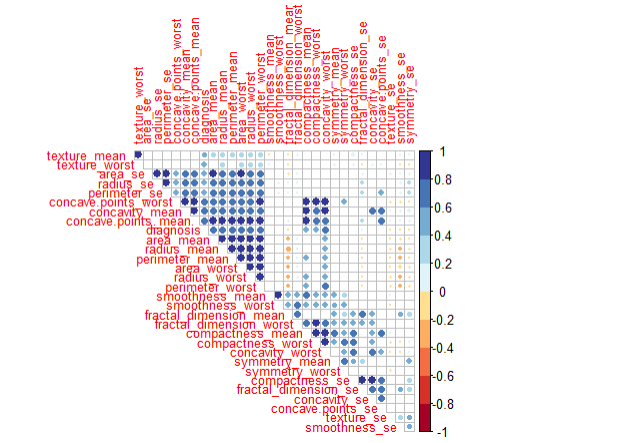 texture_worst
area_se
radius_se
perimeter_se
concave.points_worst
concavity_mean
concave.points_mean
diagnosis
area_mean
radius_mean
perimeter_mean
area_worst
radius_worst
perimeter_worst
smoothness_mean
smoothness_worst
fractal_dimension_mean
fractal_dimension_worst
compactness_mean
compactness_worst
concavity_worst
symmetry_mean
symmetry_worst
compactness_se
fractal_dimension_se
concavity_se
concave.points_se
texture_se
smoothness_se
symmetry_se
texture_mean
texture_worst
area_se
radius_se
perimeter_se
concave.points_worst
concavity_mean
concave.points_mean
diagnosis
area_mean
radius_mean
perimeter_mean
area_worst
radius_worst
perimeter_worst
smoothness_mean
smoothness_worst
fractal_dimension_mean
fractal_dimension_worst
compactness_mean
compactness_worst
concavity_worst
symmetry_mean
symmetry_worst
compactness_se
fractal_dimension_se
concavity_se
concave.points_se
texture_se
smoothness_se
1
0.8
0.6
0.4
0.2
0
-0.2
-0.4
-0.6
-0.8
-1